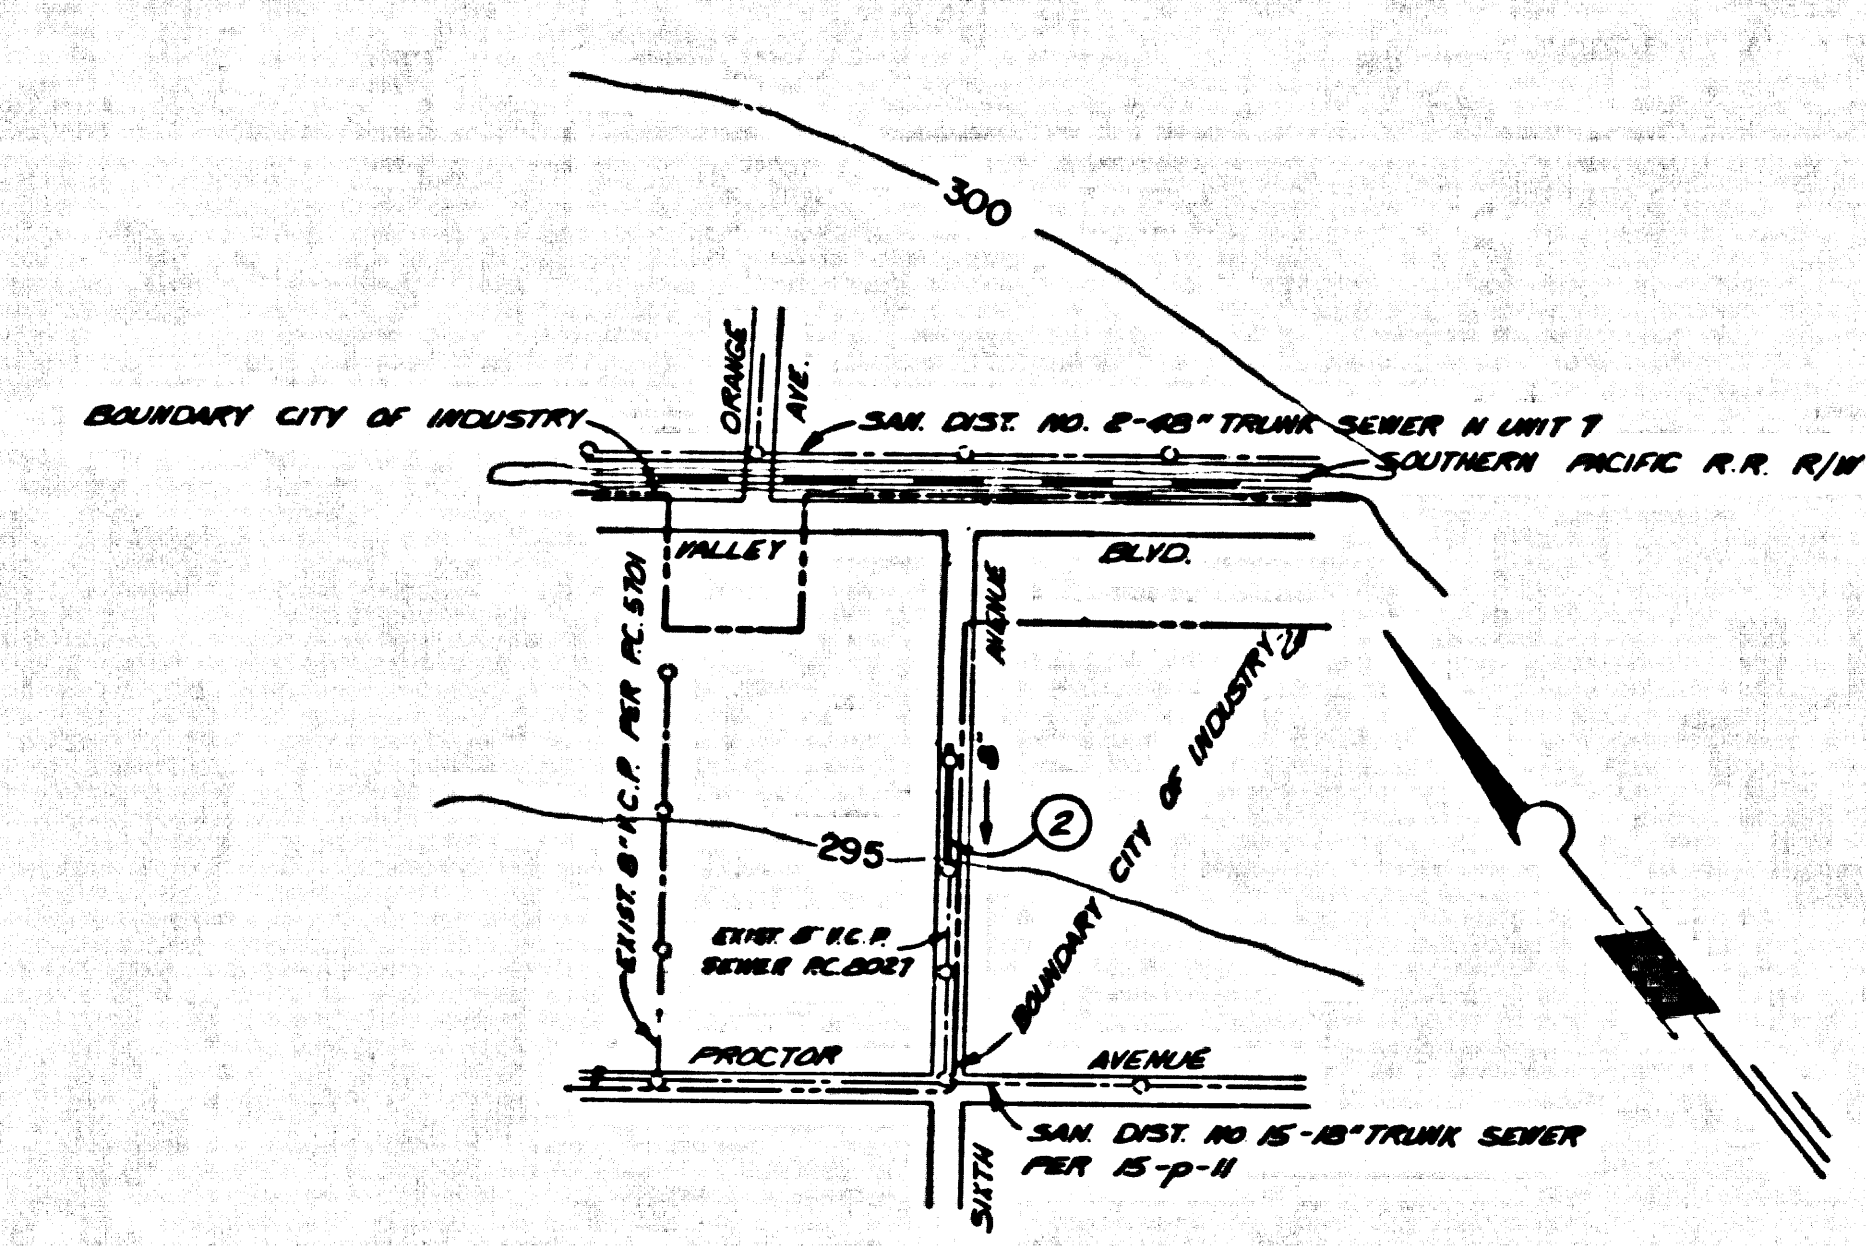 300
ORANGE
AVE.
BOUNDARY CITY OF INDUSTRY
SAN. DIST. NO. 2-48" TRUNK SEWER H UNIT 7
SOUTHERN PACIFIC R.R. R/W
VALLEY
BLVD.
EXIST. 8" V.C.P. PER P.C. 5701
AVENUE
8"
BOUNDARY CITY OF INDUSTRY
295
2
EXIST. 8" V.C.P.
SEWER P.C. 8027
PROCTOR
AVENUE
SAN. DIST. NO. 15-18" TRUNK SEWER
PER 15-p-11
SIXTH